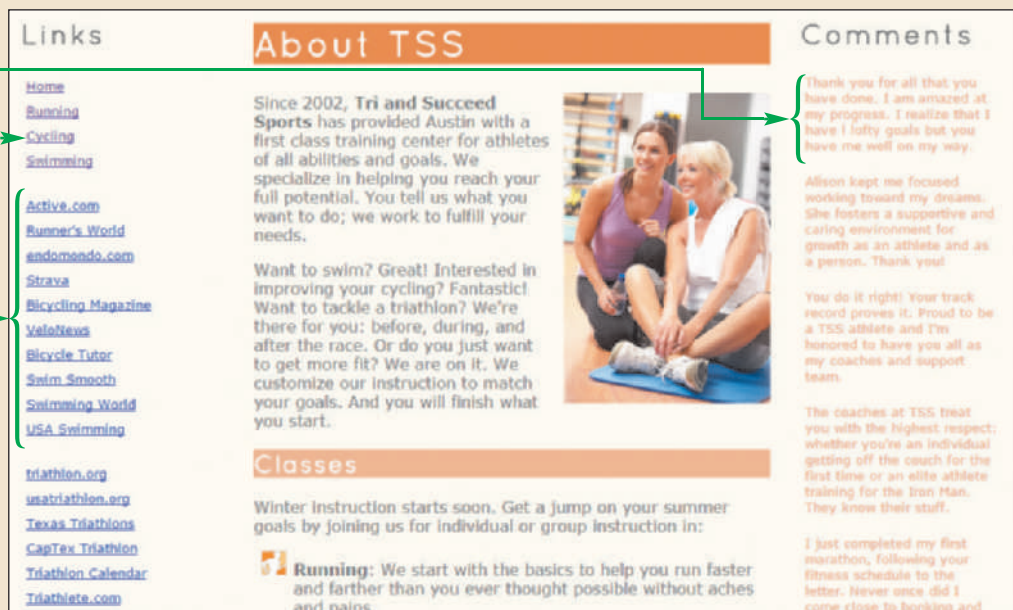 Links
Home
Running
Cycling
Swimming
Active.com
Runner's World
endomondo.com
Strava
Bicycling Magazine
VeloNews
Bicycle Tutor
Swim Smooth
Swimming World
USA Swimming
triathlon.org
usatriathlon.org
Texas Triathlons
CapTex Triathlon
Triathlon Calendar
Triathlete.com
About TSS
Since 2002, Tri and Succeed
Sports has provided Austin with a
first class training center for athletes
of all abilities and goals. We
specialize in helping you reach your
full potential. You tell us what you
want to do; we work to fulfill your
needs.
Want to swim? Great! Interested in
improving your cycling? Fantastic!
Want to tackle a triathlon? We're
there for you: before, during, and
after the race. Or do you just want
to get more fit? We are on it. We
customize our instruction to match
your goals. And you will finish what
you start.
Classes
Winter instruction starts soon. Get a jump on your summer
goals by joining us for individual or group instruction in:
Running: We start with the basics to help you run faster
and farther than you ever thought possible without aches
and pains
Comments
Thank you for all that you
have done. I am amazed at
my progress. I realize that I
have I lofty goals but you
have me well on my way.
Alison kept me focused
working toward my dreams.
She fosters a supportive and
caring environment for
growth as an athlete and as
a person. Thank you!
You do it right! Your track
record proves it. Proud to be
a TSS athlete and I'm
honored to have you all as
my coaches and support
team.
The coaches at TSS treat
you with the highest respect:
whether you're an individual
getting off the couch for the
first time or an elite athlete
training for the Iron Man.
They know their stuff.
I just completed my first
marathon, following your
fitness schedule to the
letter. Never once did I
come close to bonking and